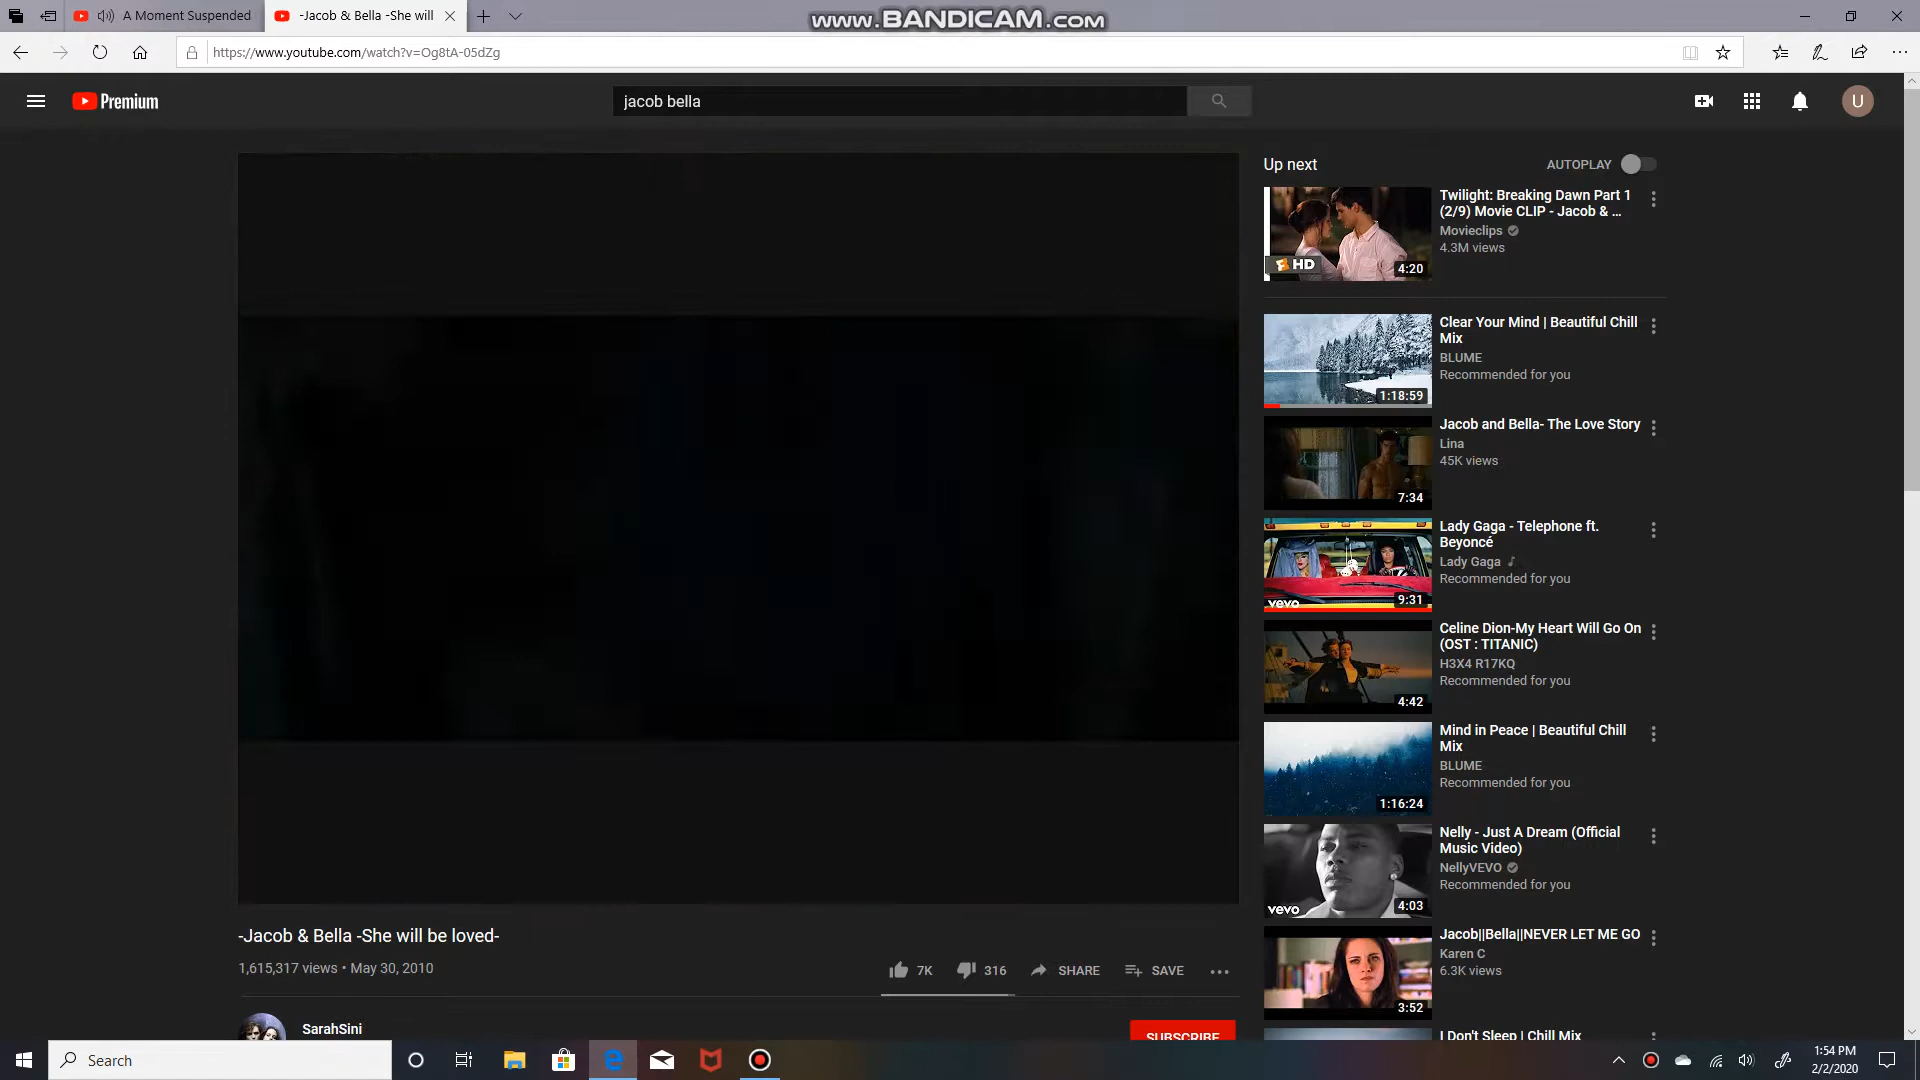 A Moment Suspended
-Jacob & Bella -She will
www.BANDICAM.com
https://www.youtube.com/watch?v=Og8tA-05dZg
Premium
jacob bella
U
Up next
AUTOPLAY
Twilight: Breaking Dawn Part 1
(2/9) Movie CLIP - Jacob & ...
Movieclips
4.3M views
HD
4:20
Clear Your Mind | Beautiful Chill
Mix
BLUME
Recommended for you
1:18:59
Jacob and Bella- The Love Story
Lina
45K views
7:34
Lady Gaga - Telephone ft.
Beyoncé
Lady Gaga
Recommended for you
vevo
9:31
Celine Dion-My Heart Will Go On
(OST : TITANIC)
H3X4 R17KQ
Recommended for you
4:42
Mind in Peace | Beautiful Chill
Mix
BLUME
Recommended for you
1:16:24
Nelly - Just A Dream (Official
Music Video)
NellyVEVO
Recommended for you
vevo
4:03
Jacob||Bella||NEVER LET ME GO
Karen C
6.3K views
3:52
I Don't Sleep | Chill Mix
-Jacob & Bella -She will be loved-
1,615,317 views • May 30, 2010
7K
316
SHARE
SAVE
SarahSini
SUBSCRIBE
Search
1:54 PM
2/2/2020